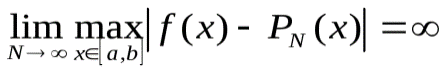 lim max |f(x) - P_N(x)| = ∞
N→∞ x∈[a,b]